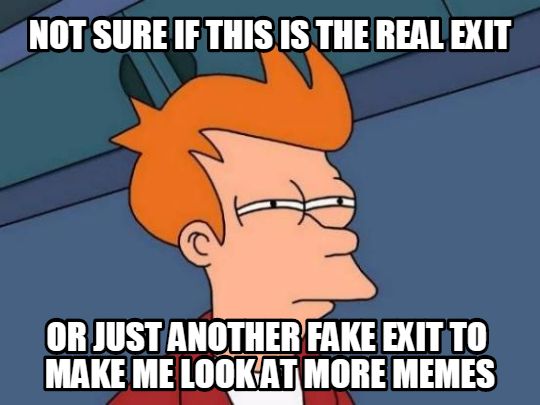 NOT SURE IF THIS IS THE REAL EXIT
OR JUST ANOTHER FAKE EXIT TO
MAKE ME LOOK AT MORE MEMES